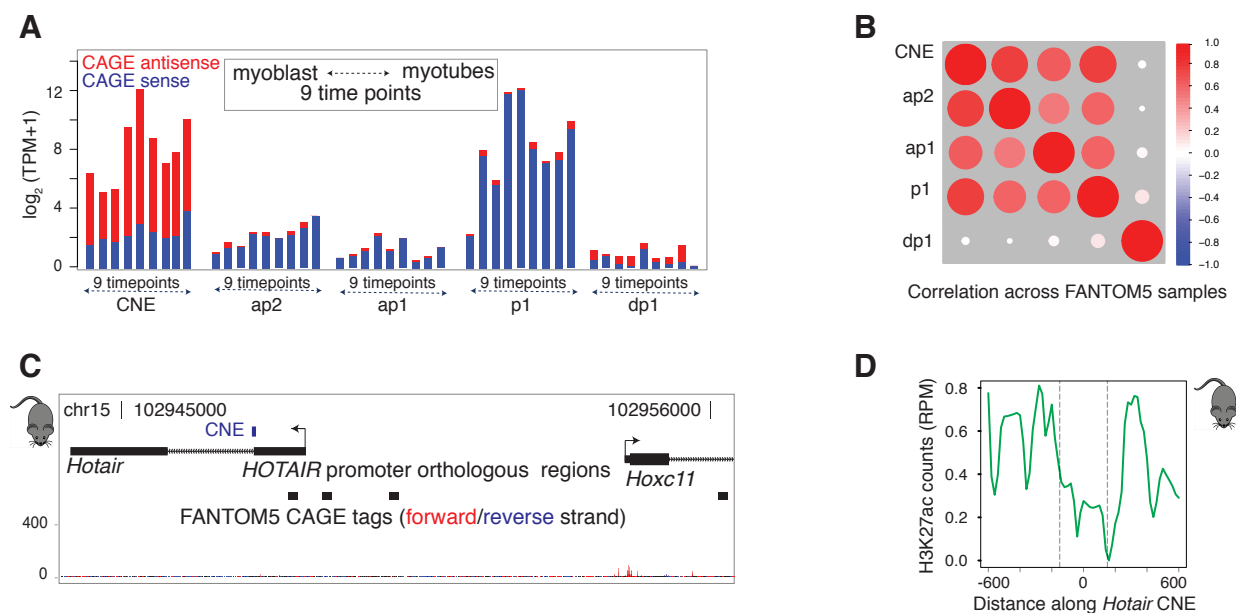 A
CAGE antisense
CAGE sense
myoblast myotubes
9 time points
log2 (TPM+1)
12
8
4
0
9 timepoints 9 timepoints 9 timepoints 9 timepoints 9 timepoints
CNE ap2 ap1 p1 dp1
B
CNE
ap2
ap1
p1
dp1
1.0
0.8
0.6
0.4
0.2
0.0
−0.2
−0.4
−0.6
−0.8
−1.0
Correlation across FANTOM5 samples
C
chr15 | 102945000 102956000 |
CNE
Hotair HOTAIR promoter orthologous regions Hoxc11
FANTOM5 CAGE tags (forward/reverse strand)
400
0
D
H3K27ac counts (RPM)
0.8
0.6
0.4
0.2
0.0
-600 0 600
Distance along Hotair CNE